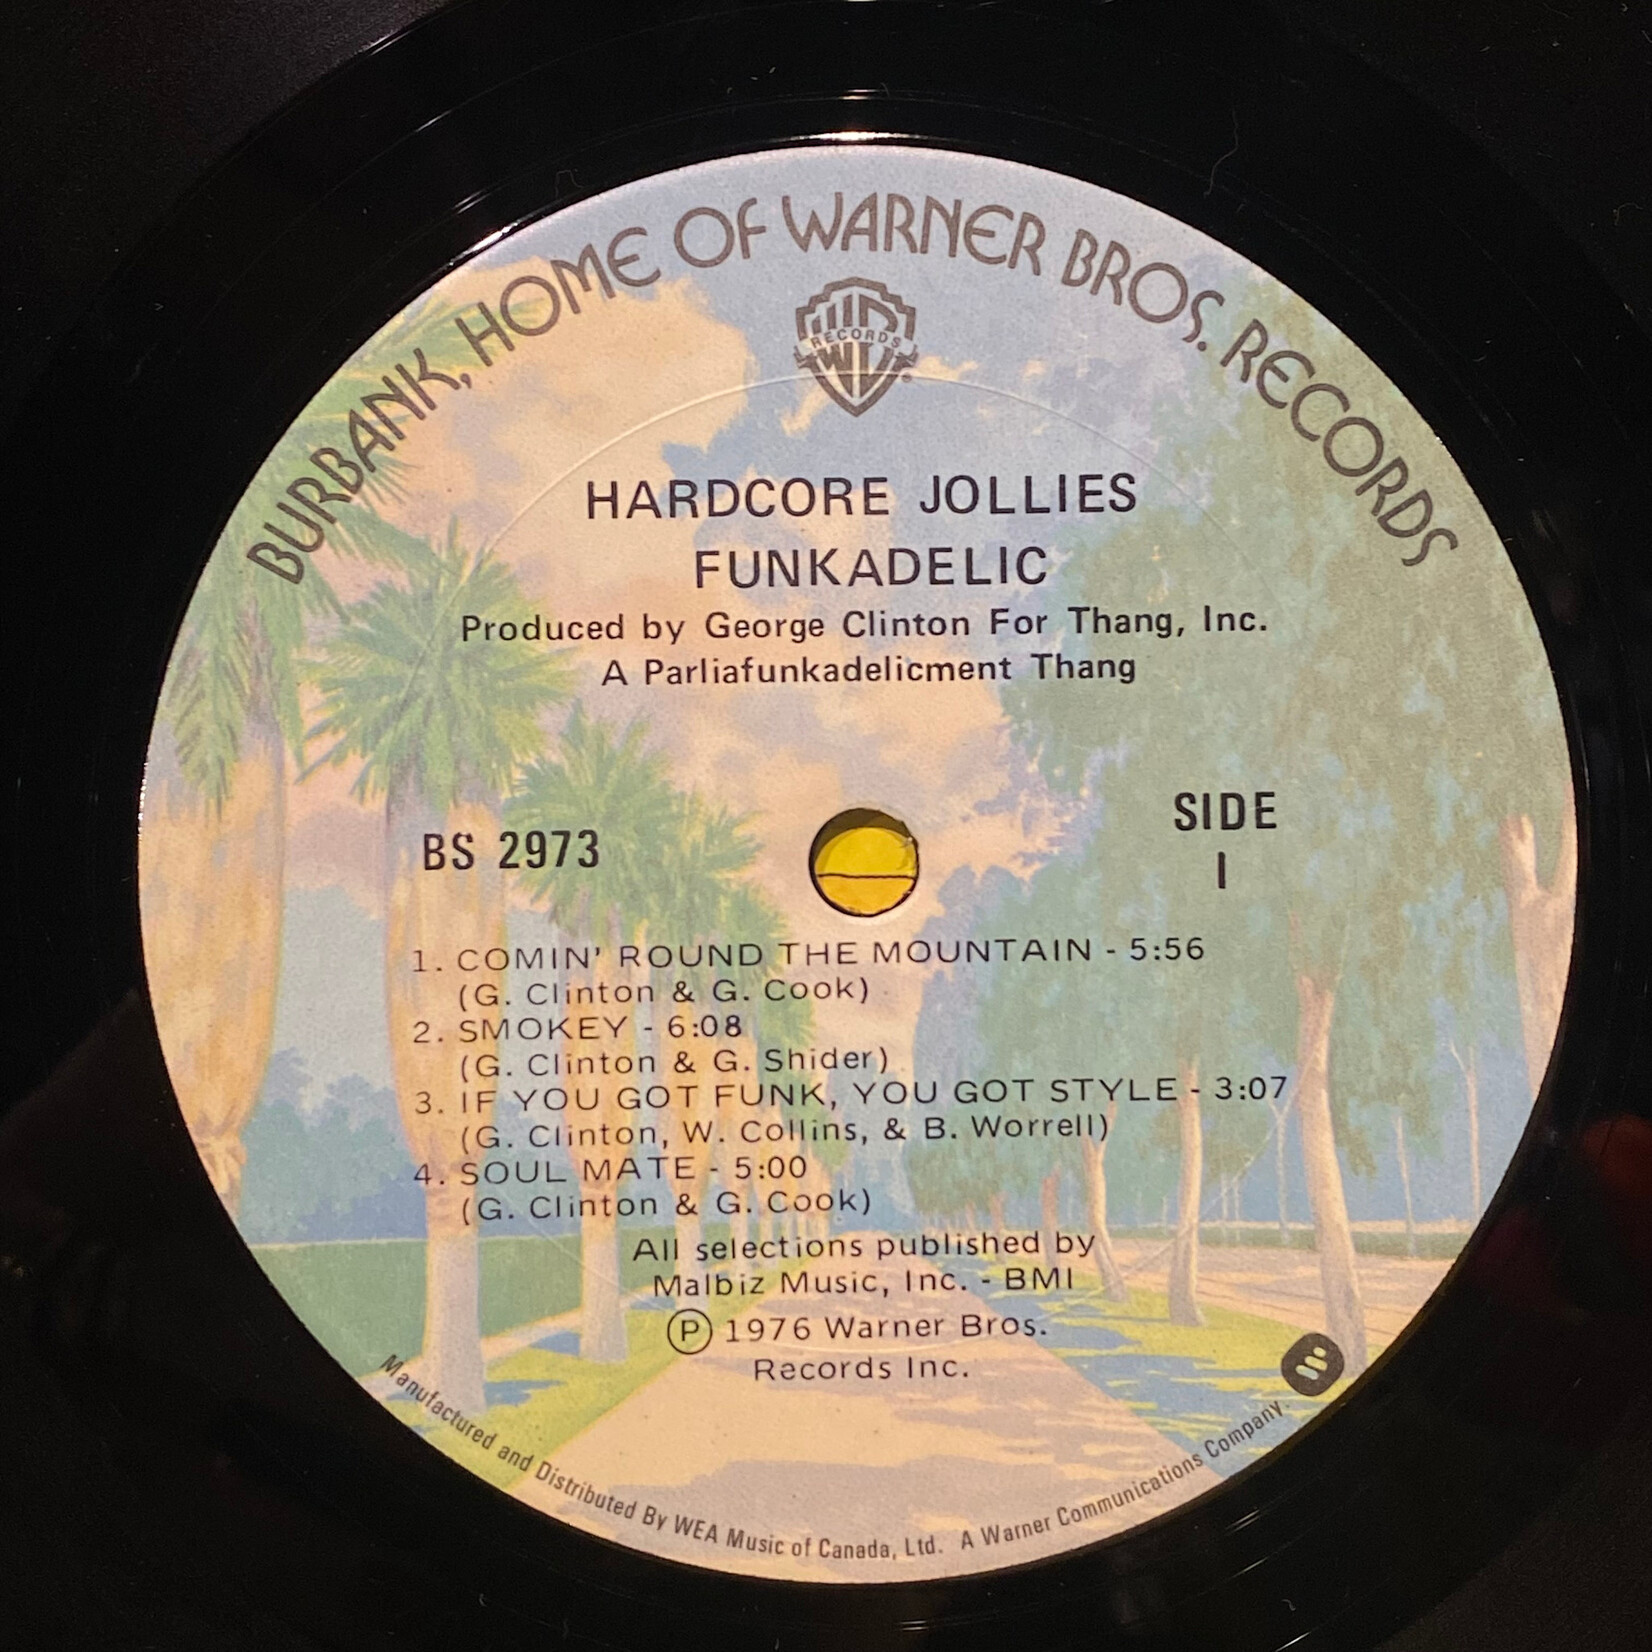 BURBANK, HOME OF WARNER BROS. RECORDS
RECORDS
HARDCORE JOLLIES
FUNKADELIC
Produced by George Clinton For Thang, Inc.
A Parliafunkadelicment Thang
BS 2973
SIDE
I
1. COMIN' ROUND THE MOUNTAIN - 5:56
(G. Clinton & G. Cook)
2. SMOKEY - 6:08
(G. Clinton & G. Shider)
3. IF YOU GOT FUNK, YOU GOT STYLE - 3:07
(G. Clinton, W. Collins, & B. Worrell)
4. SOUL MATE - 5:00
(G. Clinton & G. Cook)
All selections published by
Malbiz Music, Inc. - BMI
Ⓟ 1976 Warner Bros.
Records Inc.
Manufactured and Distributed By WEA Music of Canada, Ltd. A Warner Communications Company.